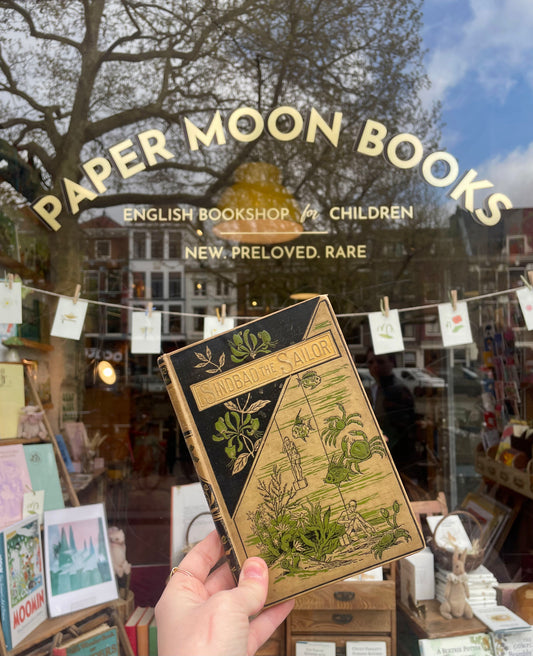 PAPER MOON BOOKS
ENGLISH BOOKSHOP for CHILDREN
NEW. PRELOVED. RARE
SINDBAD THE SAILOR
MOOMIN